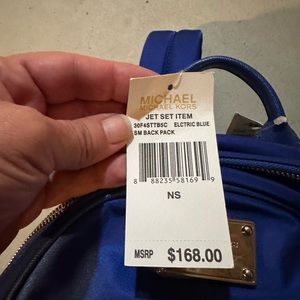 MICHAEL
MICHAEL KORS
JET SET ITEM
30F4STTB5C ELCTRIC BLUE
SM BACK PACK
8 88235 58169 9
NS
MSRP $168.00